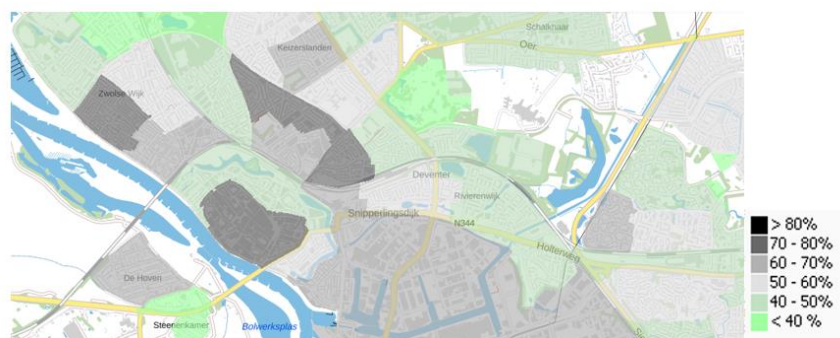 Schalkhaar
Keizerslanden
Zwolse Wijk
Deventer
Rivierenwijk
Snipperlingsdijk
N344
Holterweg
De Hoven
Steenenkamer
Bolwerksplas
> 80%
70 - 80%
60 - 70%
50 - 60%
40 - 50%
< 40 %